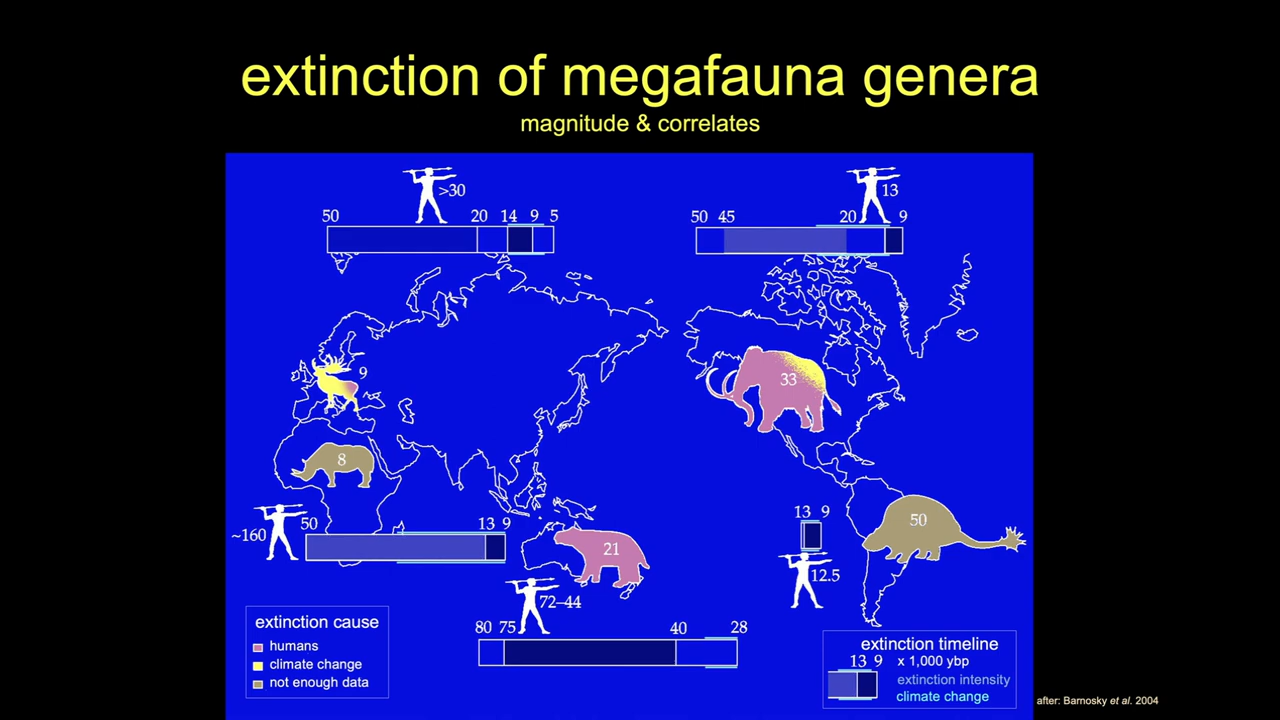 extinction of megafauna genera
magnitude & correlates
>30
13
50 20 14 9 5
50 45 20 9
9
33
8
50
13 9
~160
50 13 9
21
12.5
72–44
80 75 40 28
extinction cause
humans
climate change
not enough data
extinction timeline
13 9 x 1,000 ybp
extinction intensity
climate change
after: Barnosky et al. 2004